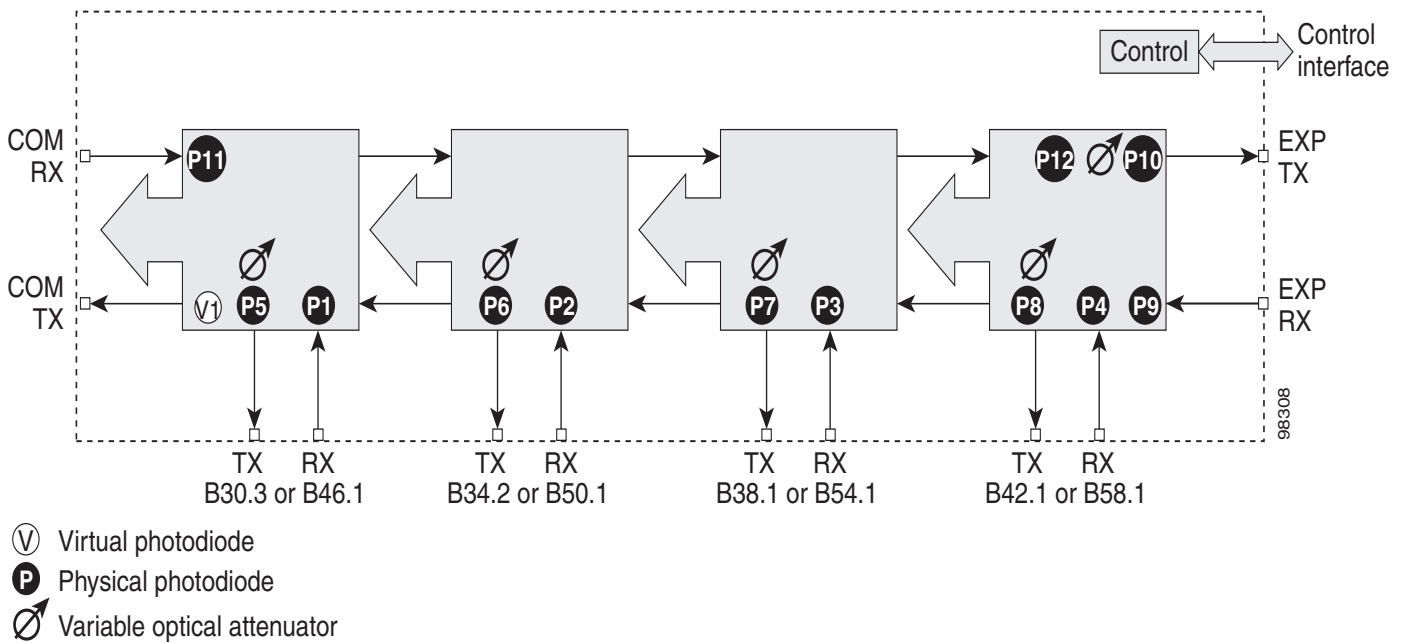 Control
Control
interface
COM
RX
P11
P12
P10
EXP
TX
COM
TX
V1
P5
P1
P6
P2
P7
P3
P8
P4
P9
EXP
RX
98308
TX RX
B30.3 or B46.1
TX RX
B34.2 or B50.1
TX RX
B38.1 or B54.1
TX RX
B42.1 or B58.1
V Virtual photodiode
P Physical photodiode
Variable optical attenuator